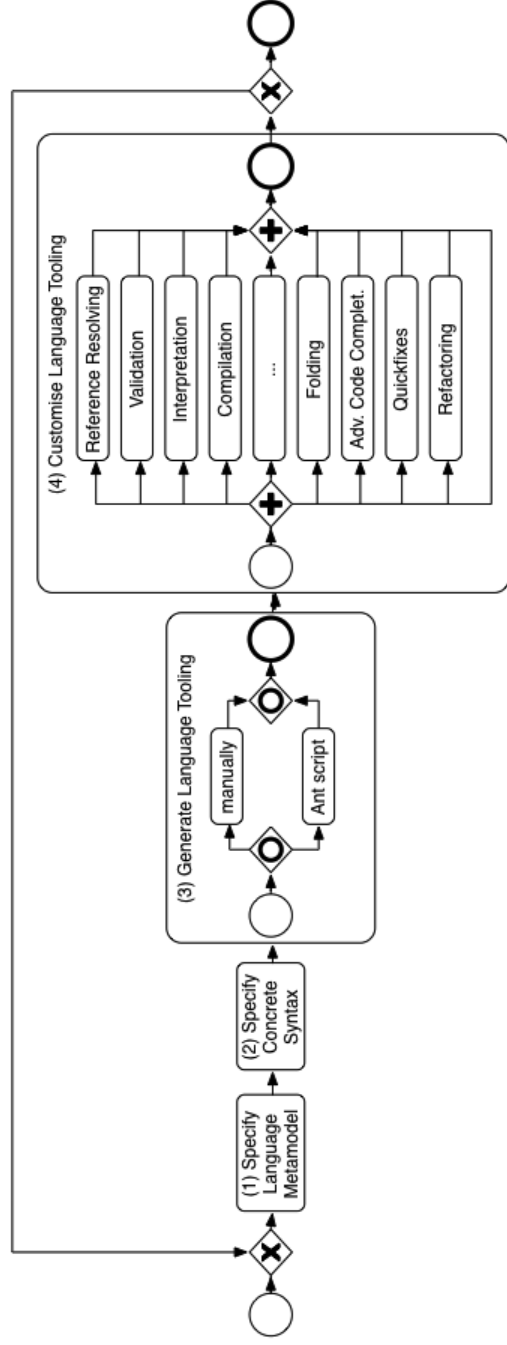 (1) Specify
Language
Metamodel
(2) Specify
Concrete
Syntax
(3) Generate Language Tooling
manually
Ant script
(4) Customise Language Tooling
Reference Resolving
Validation
Interpretation
Compilation
...
Folding
Adv. Code Complet.
Quickfixes
Refactoring